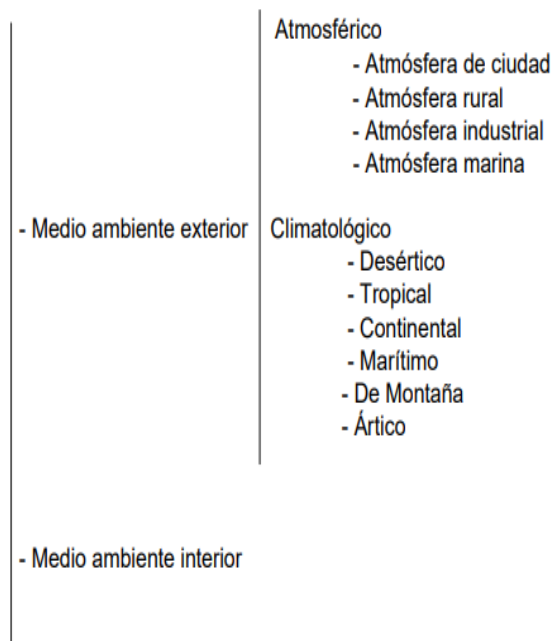 Atmosférico
- Atmósfera de ciudad
- Atmósfera rural
- Atmósfera industrial
- Atmósfera marina
- Medio ambiente exterior
Climatológico
- Desértico
- Tropical
- Continental
- Marítimo
- De Montaña
- Ártico
- Medio ambiente interior